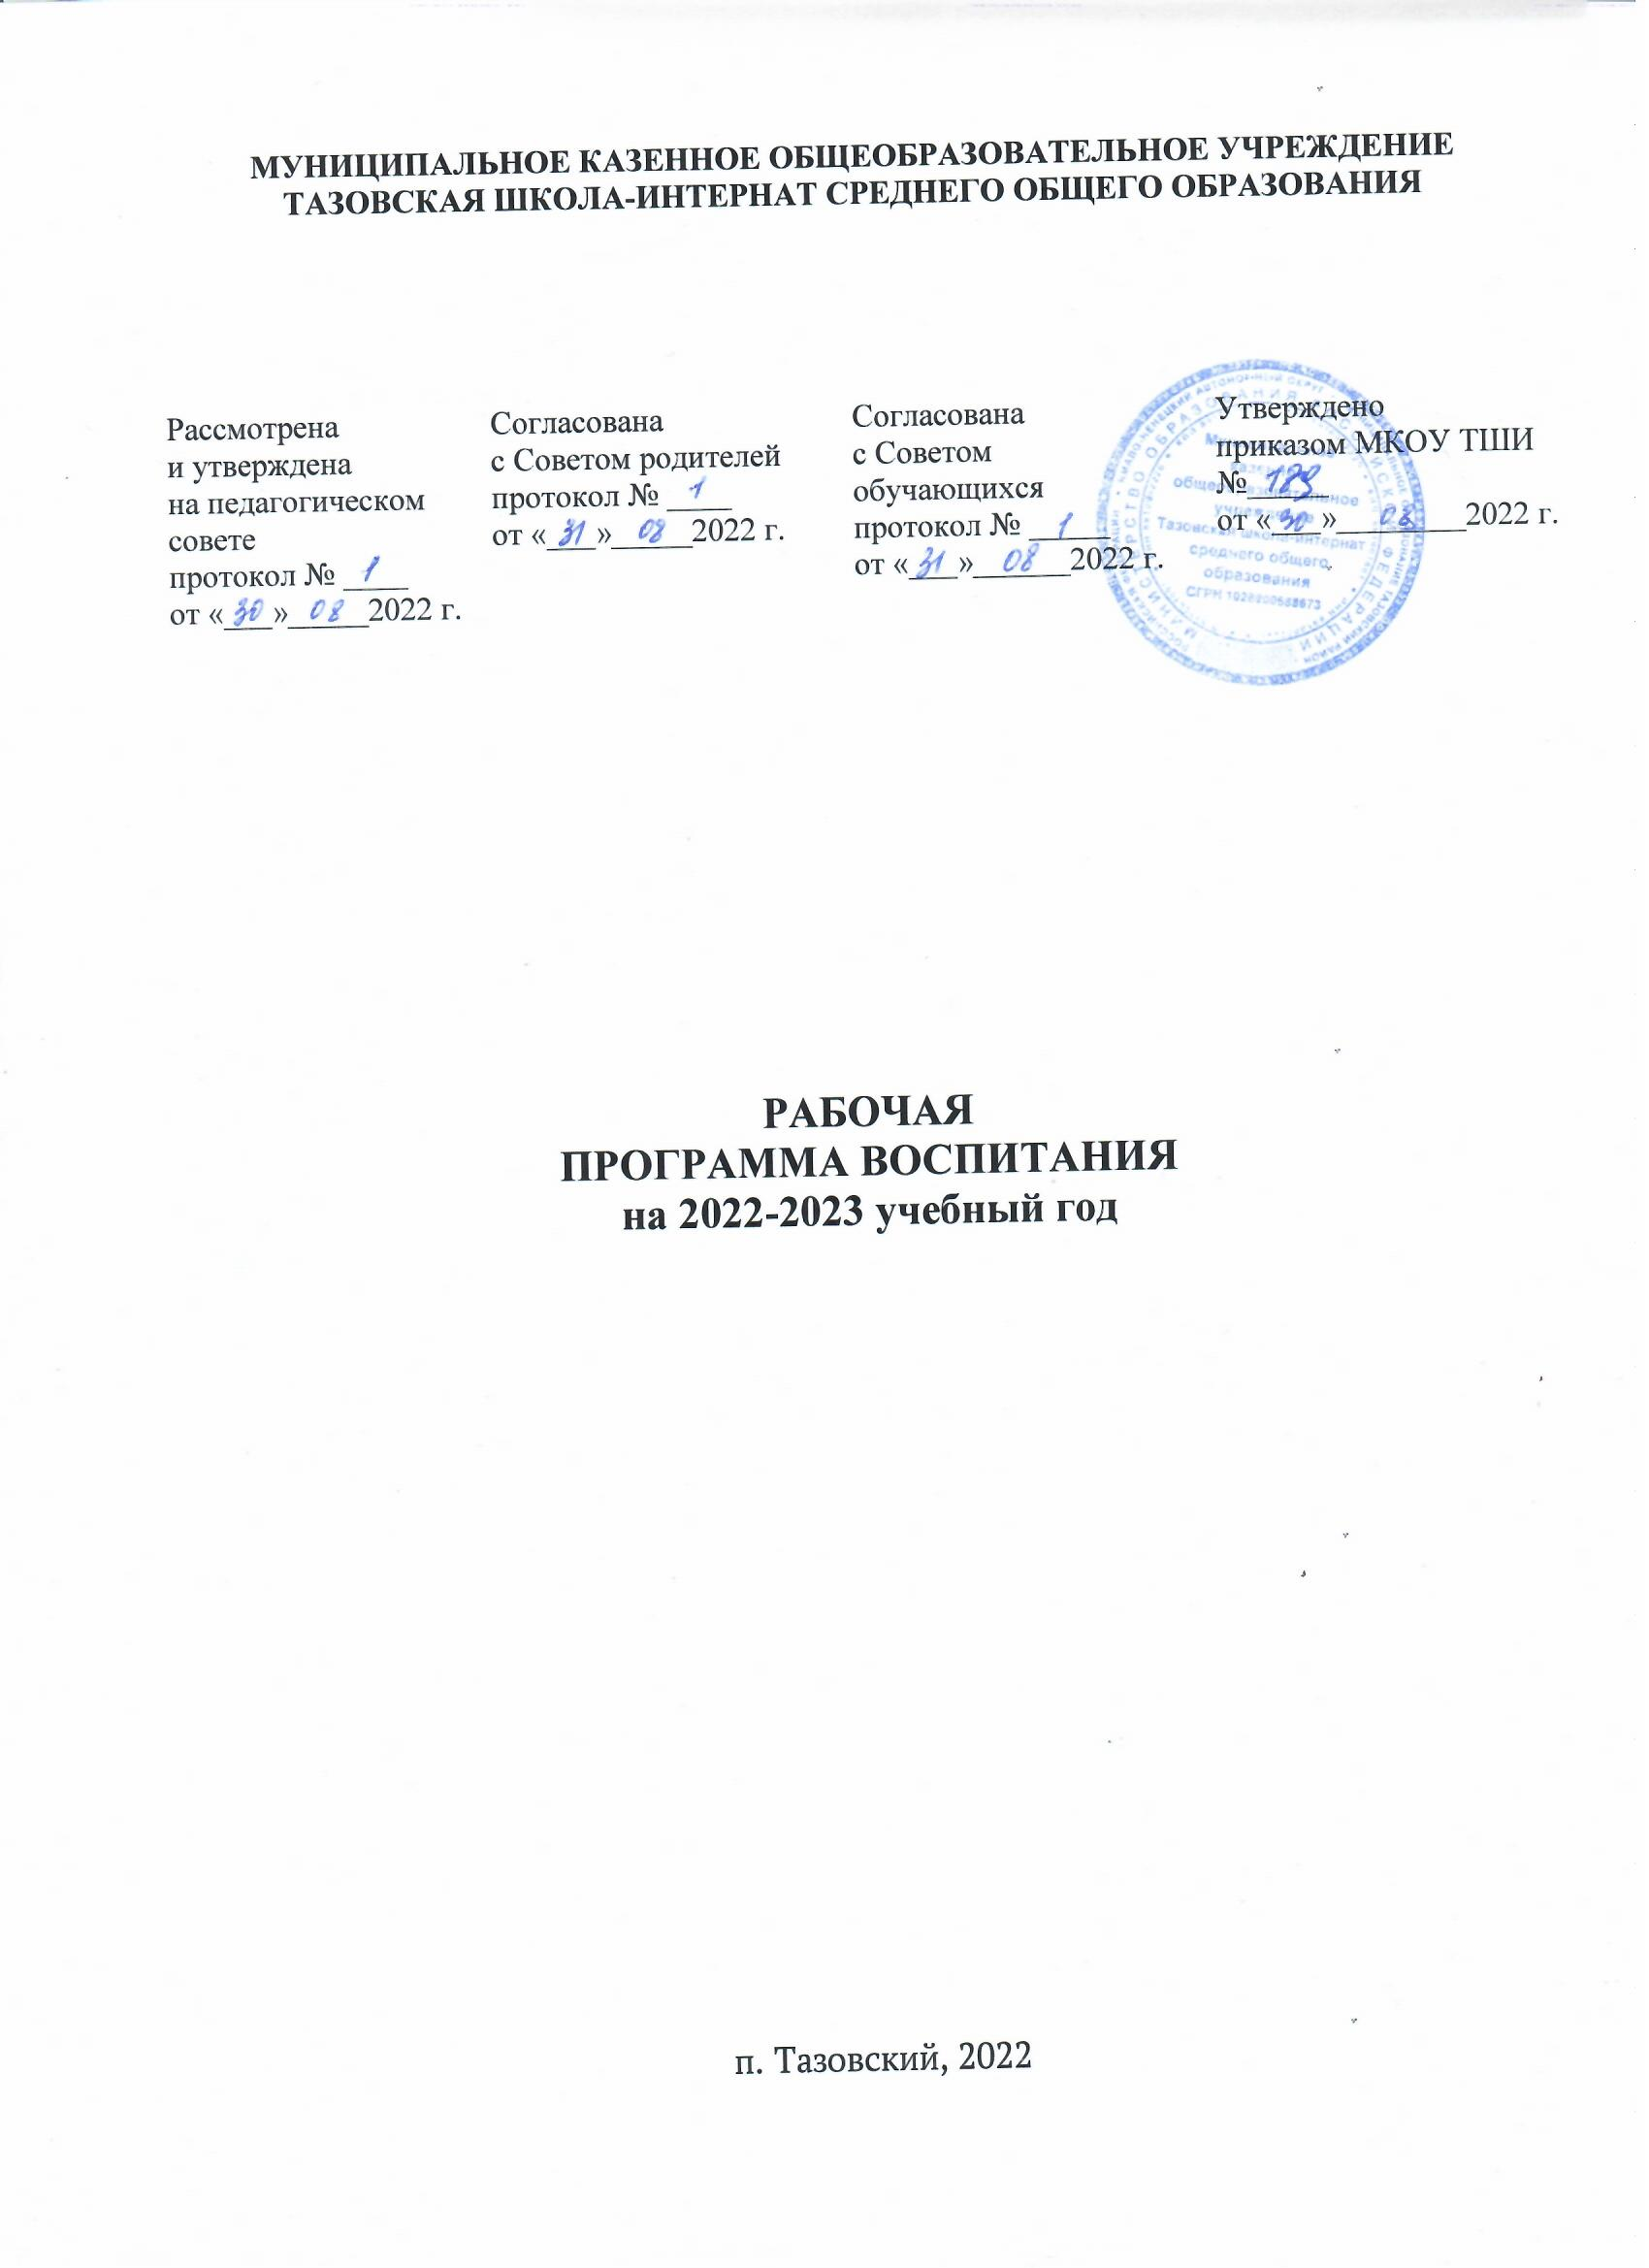 МУНИЦИПАЛЬНОЕ КАЗЕННОЕ ОБЩЕОБРАЗОВАТЕЛЬНОЕ УЧРЕЖДЕНИЕ
ТАЗОВСКАЯ ШКОЛА-ИНТЕРНАТ СРЕДНЕГО ОБЩЕГО ОБРАЗОВАНИЯ
Рассмотрена
и утверждена
на педагогическом
совете
протокол № 1
от «30» 08 2022 г.
Согласована
с Советом родителей
протокол № 1
от «31» 08 2022 г.
Согласована
с Советом
обучающихся
протокол № 1
от «31» 08 2022 г.
Утверждено
приказом МКОУ ТШИ
№ 189
от «30» 08 2022 г.
общеобразовательное
учреждение
Тазовская школа-интернат
среднего общего
образования
РАБОЧАЯ
ПРОГРАММА ВОСПИТАНИЯ
на 2022-2023 учебный год
п. Тазовский, 2022